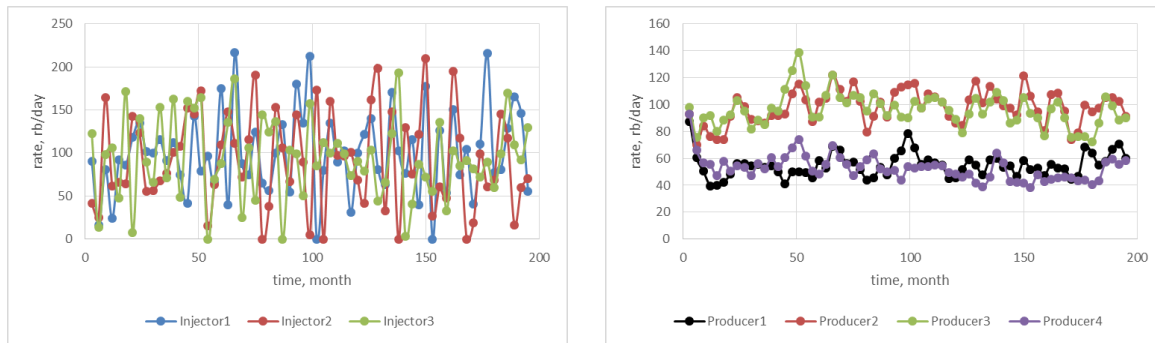 250
200
150
100
50
0
rate, rb/day
0 50 100 150 200
time, month
Injector1 Injector2 Injector3
160
140
120
100
80
60
40
20
0
rate, rb/day
0 50 100 150 200
time, month
Producer1 Producer2 Producer3 Producer4